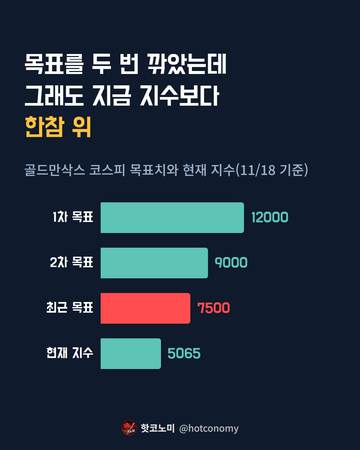 목표를 두 번 깎았는데
그래도 지금 지수보다
한참 위
골드만삭스 코스피 목표치와 현재 지수(11/18 기준)
1차 목표 12000
2차 목표 9000
최근 목표 7500
현재 지수 5065
핫코노미 @hotconomy